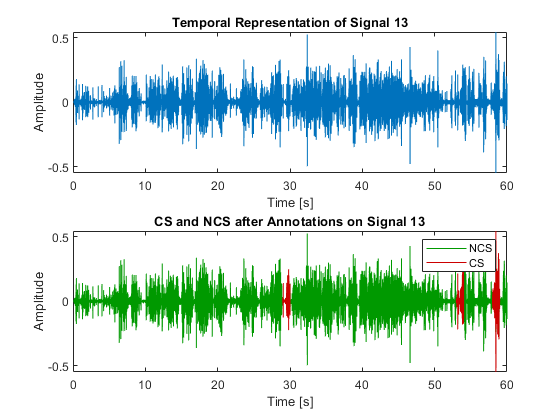 Temporal Representation of Signal 13
0.5
0
-0.5
Amplitude
0 10 20 30 40 50 60
Time [s]
CS and NCS after Annotations on Signal 13
0.5
0
-0.5
Amplitude
NCS
CS
0 10 20 30 40 50 60
Time [s]